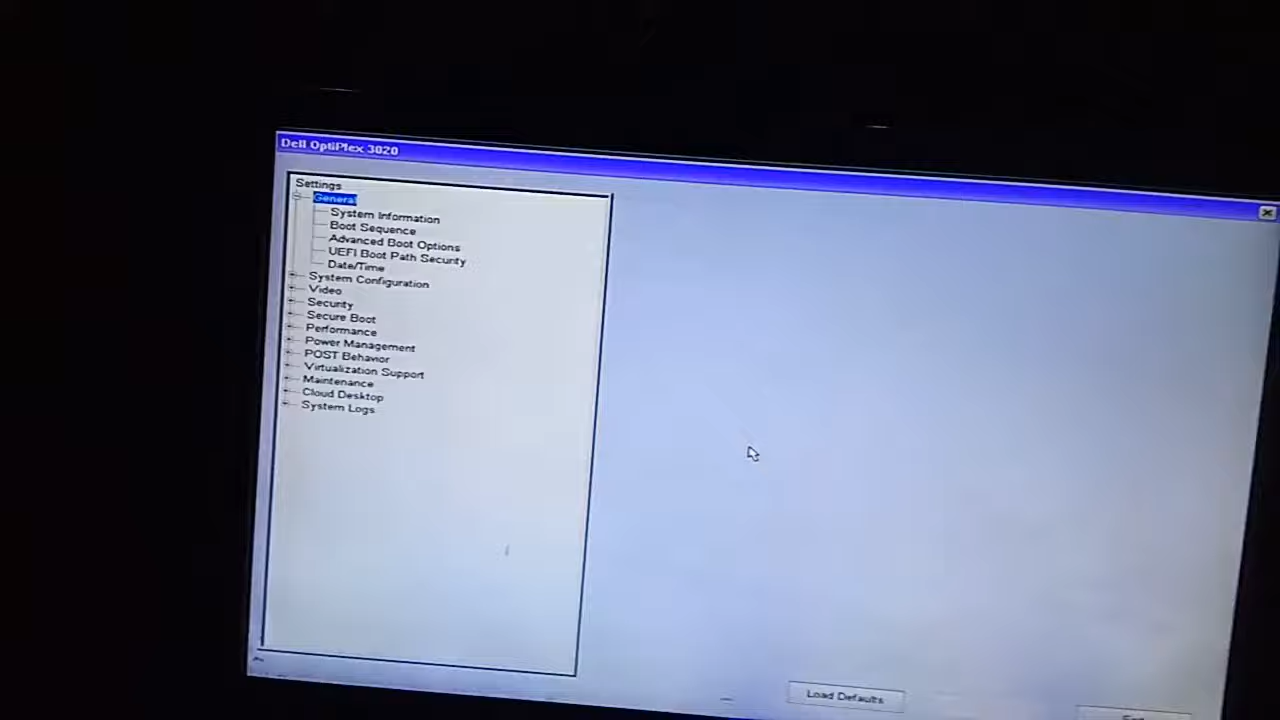 Dell OptiPlex 3020
Settings
General
System Information
Boot Sequence
Advanced Boot Options
UEFI Boot Path Security
Date/Time
System Configuration
Video
Security
Secure Boot
Performance
Power Management
POST Behavior
Virtualization Support
Maintenance
Cloud Desktop
System Logs
Load Defaults